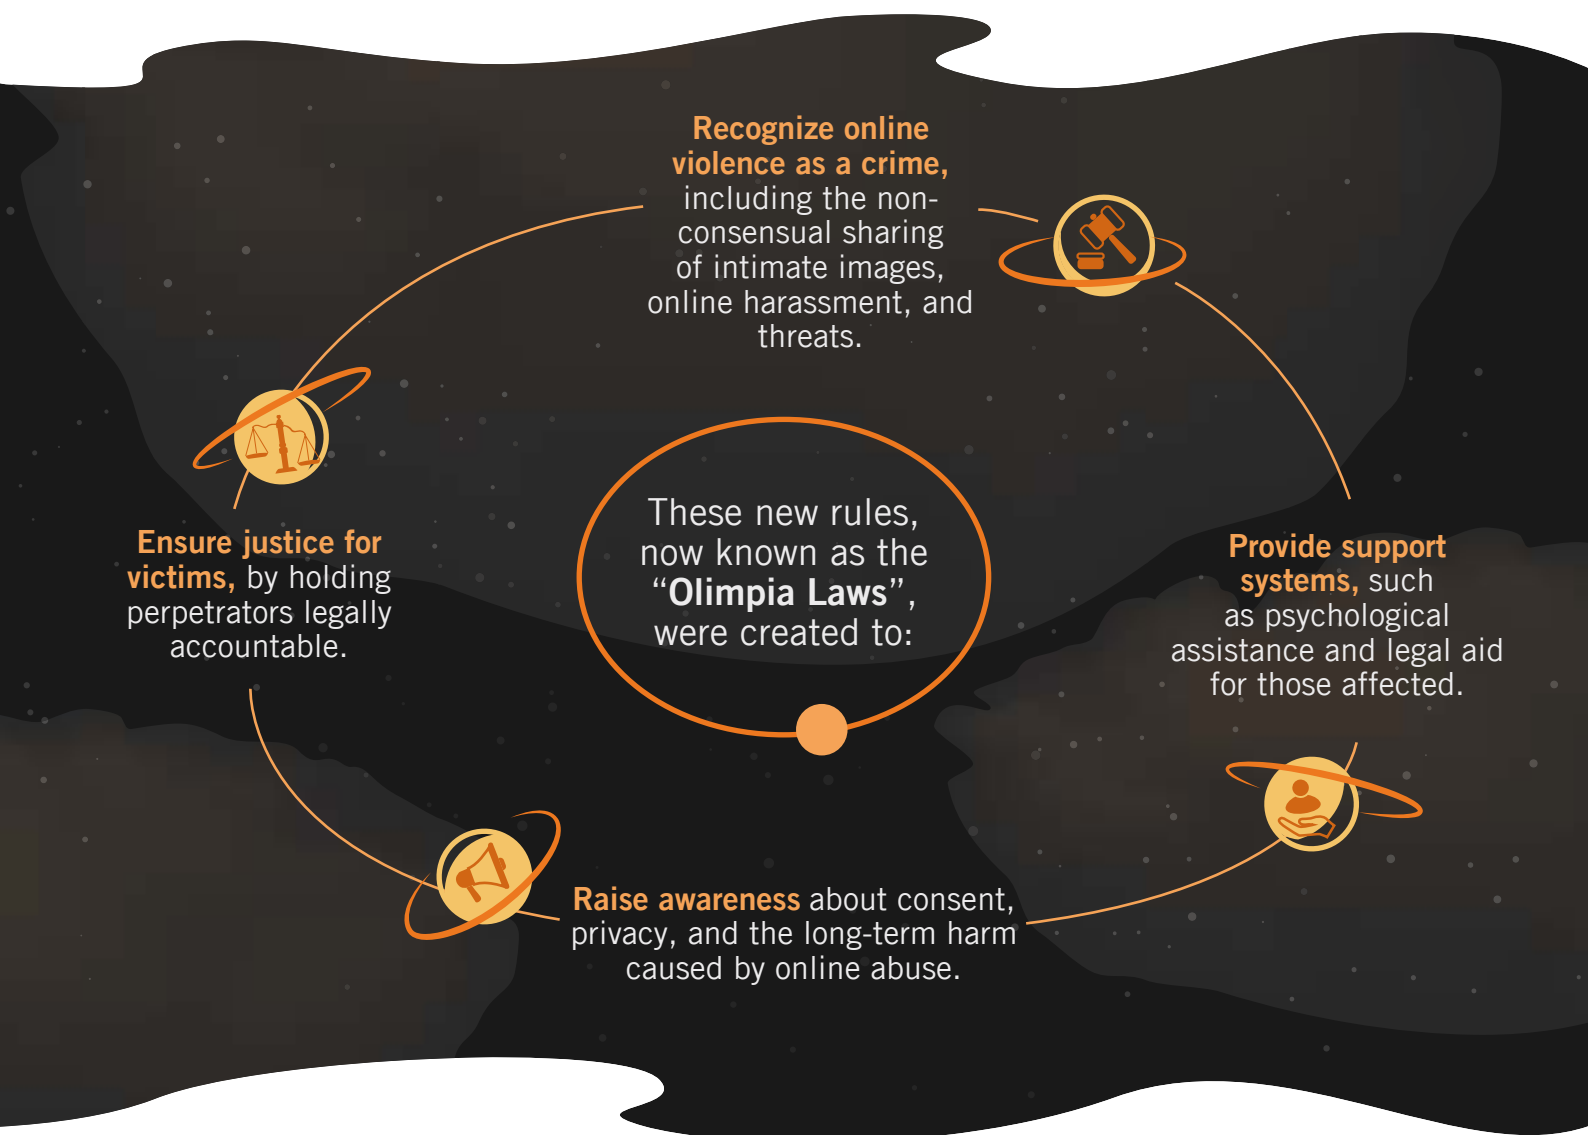 Recognize online
violence as a crime,
including the non-
consensual sharing
of intimate images,
online harassment, and
threats.
These new rules,
now known as the
“Olimpia Laws”,
were created to:
Ensure justice for
victims, by holding
perpetrators legally
accountable.
Provide support
systems, such
as psychological
assistance and legal aid
for those affected.
Raise awareness about consent,
privacy, and the long-term harm
caused by online abuse.